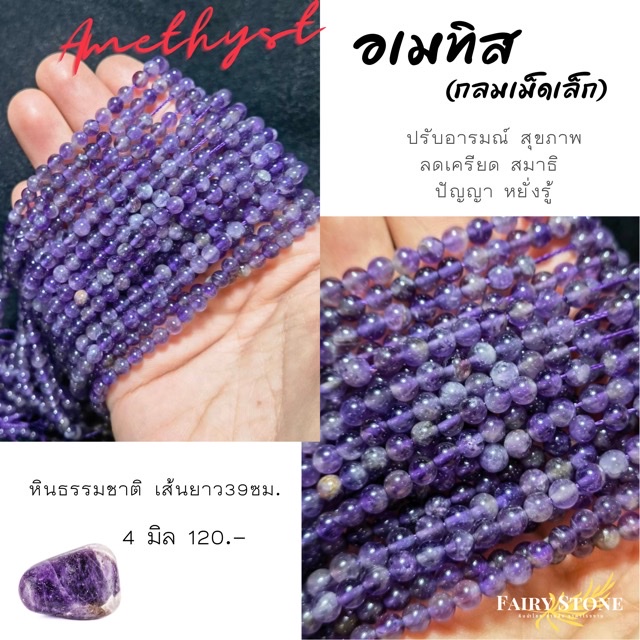 Amethyst
อเมทิส
(กลมเม็ดเล็ก)
ปรับอารมณ์ สุขภาพ
ลดเครียด สมาธิ
ปัญญา หยั่งรู้
หินธรรมชาติ เส้นยาว39ซม.
4 มิล 120.-
FAIRY STONE